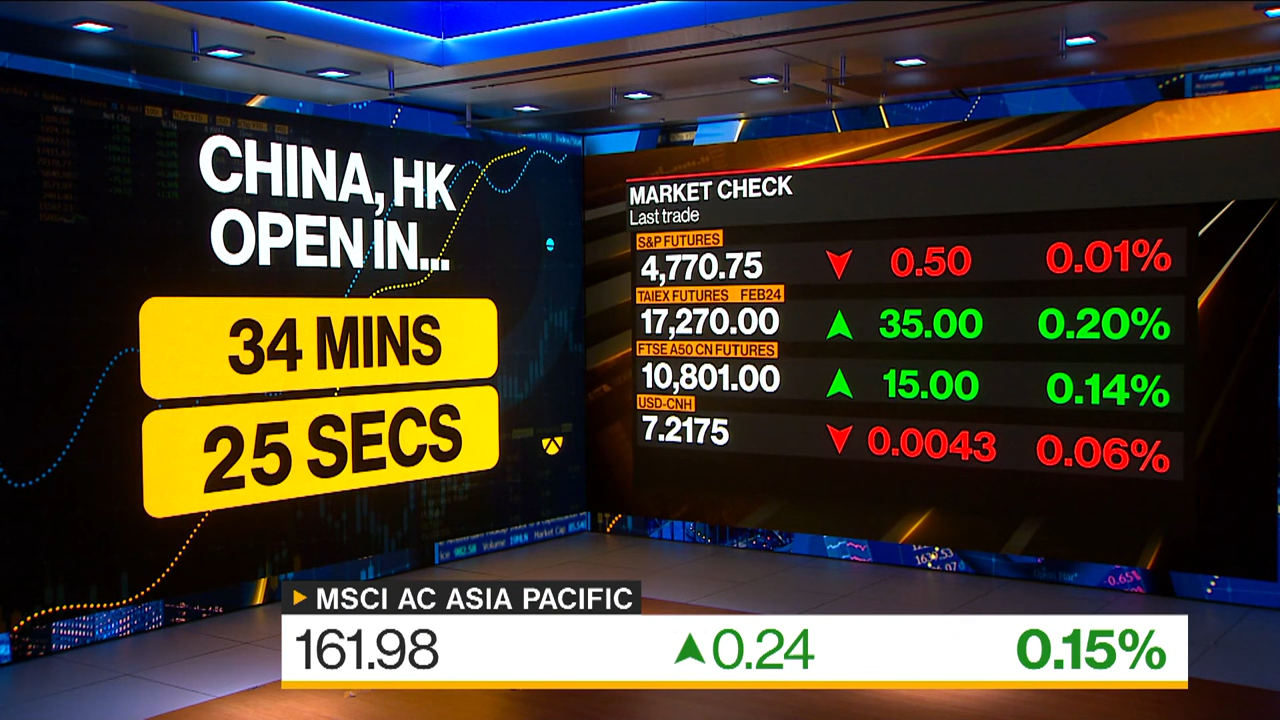 CHINA, HK
OPEN IN...
34 MINS
25 SECS
MARKET CHECK
Last trade
S&P FUTURES
4,770.75 ▼ 0.50 0.01%
TAIEX FUTURES FEB24
17,270.00 ▲ 35.00 0.20%
FTSE A50 CN FUTURES
10,801.00 ▲ 15.00 0.14%
USD-CNH
7.2175 ▼ 0.0043 0.06%
MSCI AC ASIA PACIFIC
161.98 ▲ 0.24 0.15%